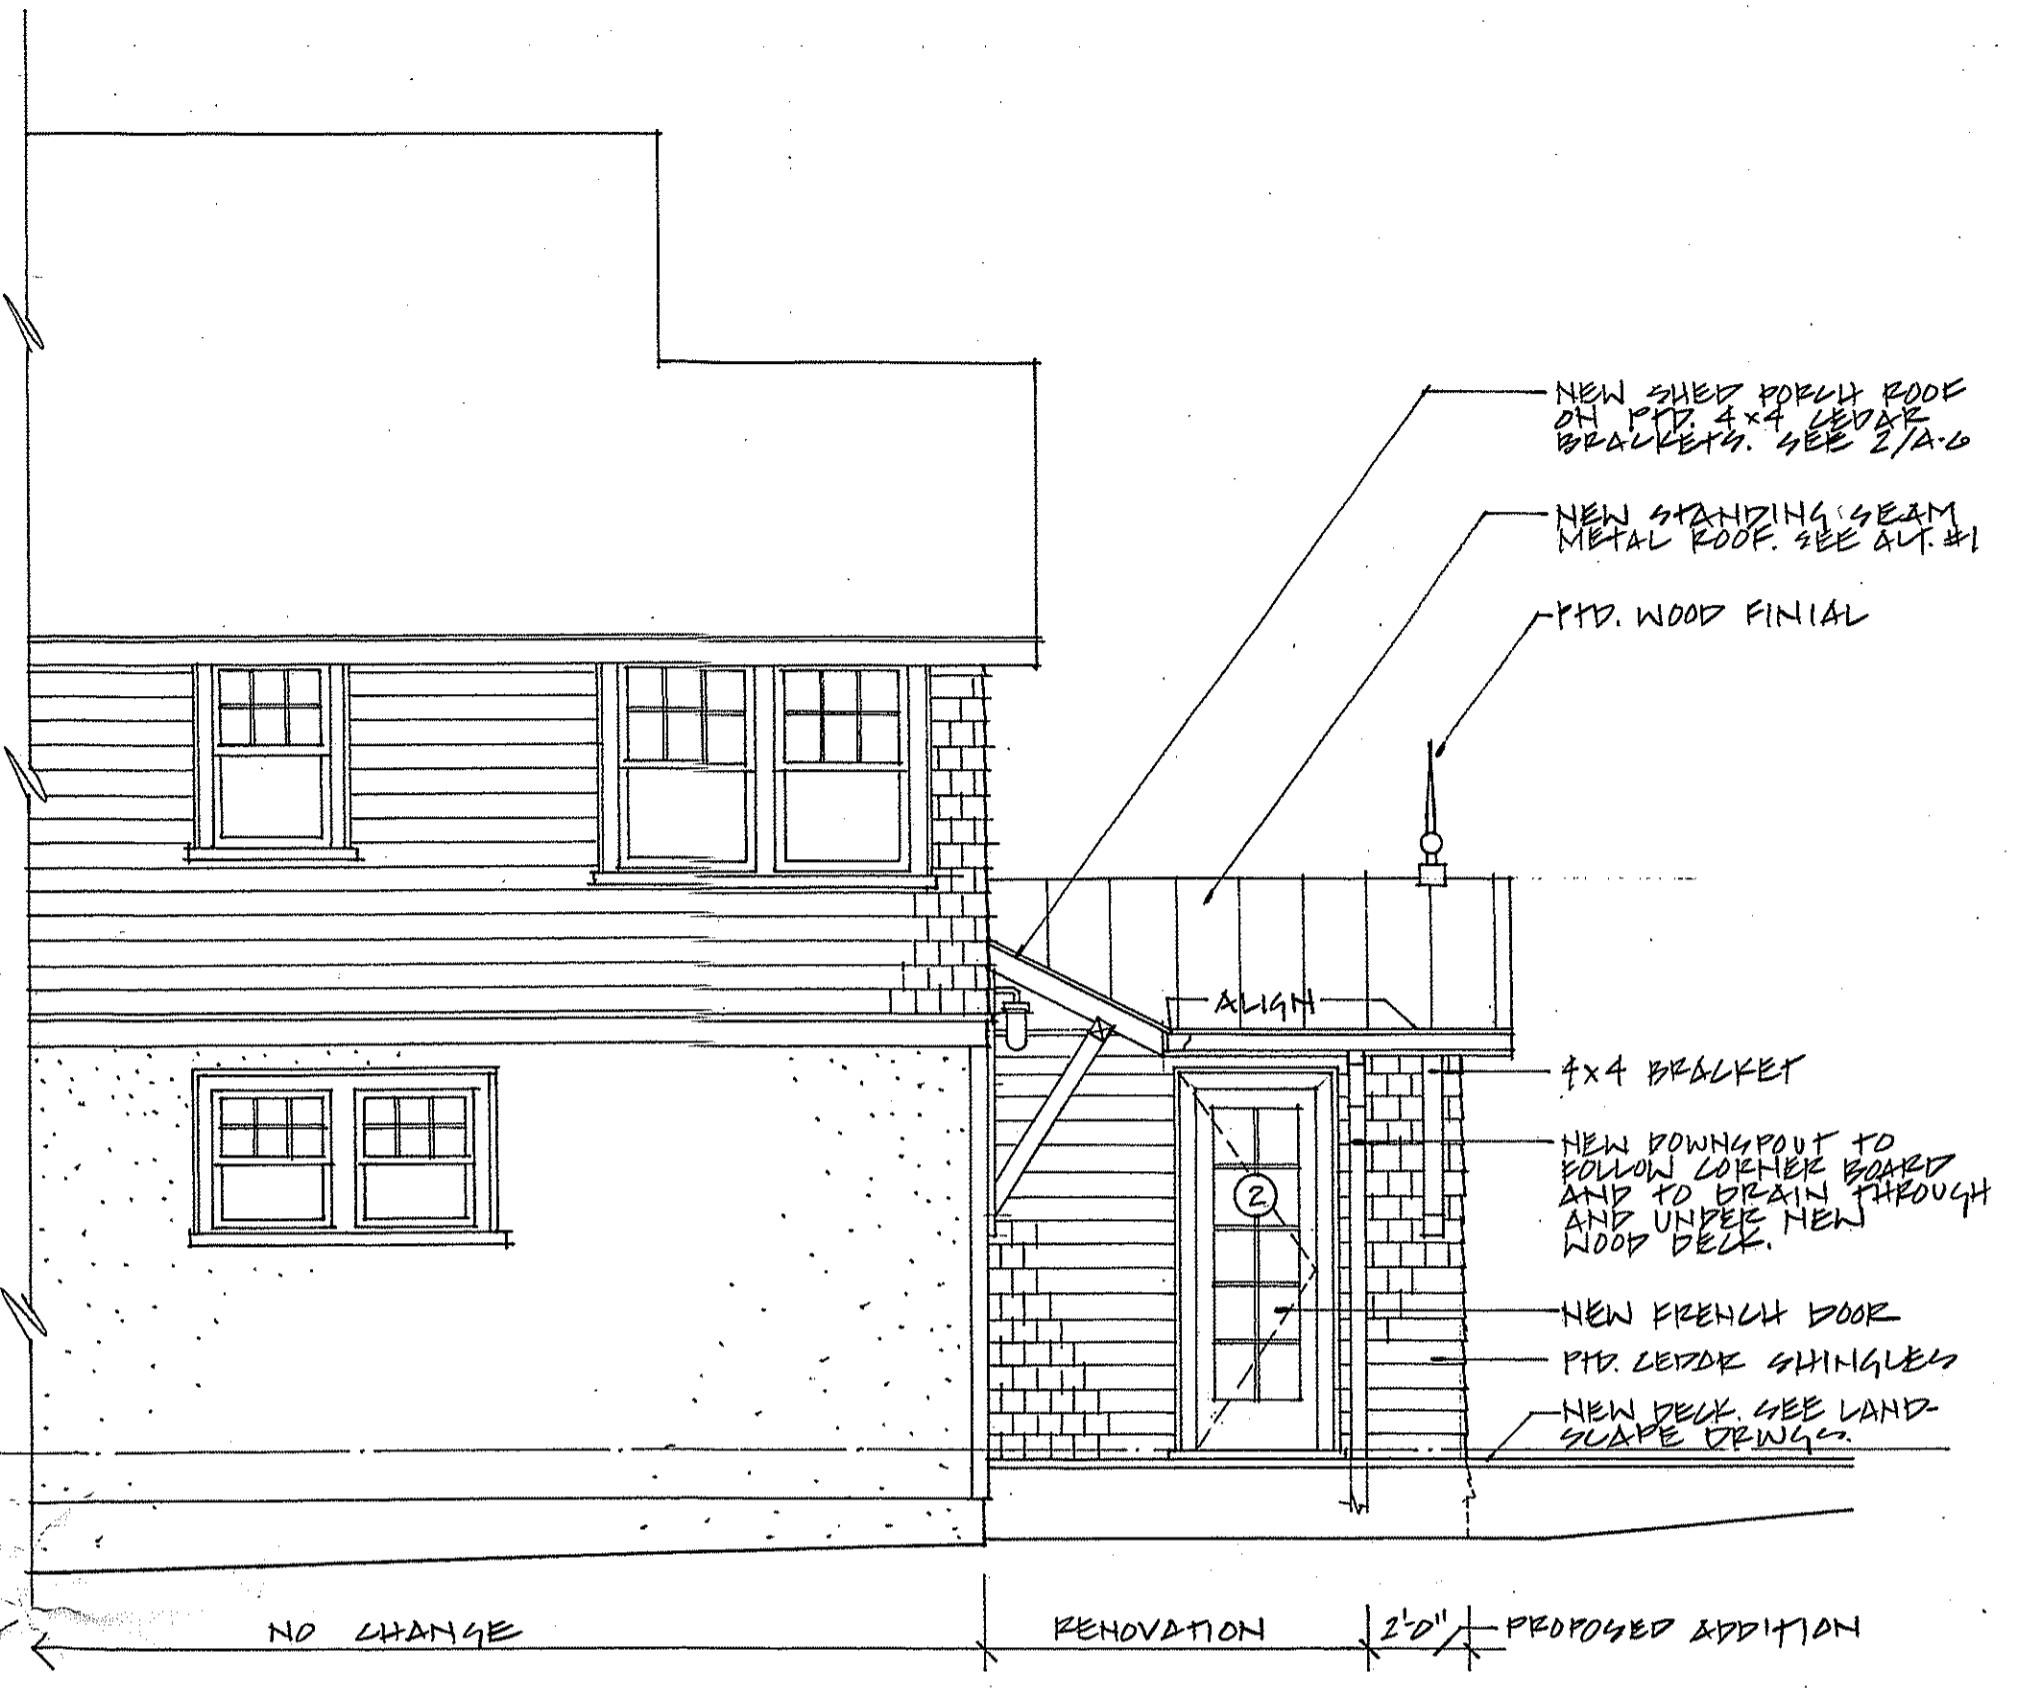 NEW SHED PORCH ROOF
ON PTD. 4x4 CEDAR
BRACKETS. SEE 2/A-6
NEW STANDING SEAM
METAL ROOF. SEE ALT. #1
PTD. WOOD FINIAL
ALIGN
4x4 BRACKET
NEW DOWNSPOUT TO
FOLLOW CORNER BOARD
AND TO DRAIN THROUGH
AND UNDER NEW
WOOD DECK.
2
NEW FRENCH DOOR
PTD. CEDAR SHINGLES
NEW DECK. SEE LAND-
SCAPE DRWGS.
NO CHANGE
RENOVATION
2'-0"
PROPOSED ADDITION